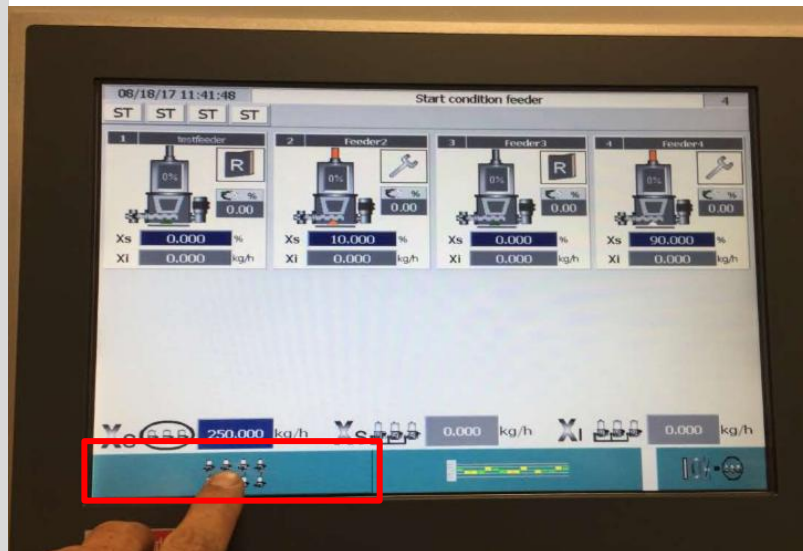 08/18/17 11:41:48
Start condition feeder
4
ST ST ST ST
1 testfeeder
0%
R
%
0.00
Xs 0.000 %
Xi 0.000 kg/h
2 Feeder2
0%
%
0.00
Xs 10.000 %
Xi 0.000 kg/h
3 Feeder3
0%
R
%
0.00
Xs 0.000 %
Xi 0.000 kg/h
4 Feeder4
0%
%
0.00
Xs 90.000 %
Xi 0.000 kg/h
Xs 250.000 kg/h Xs 0.000 kg/h XI 0.000 kg/h